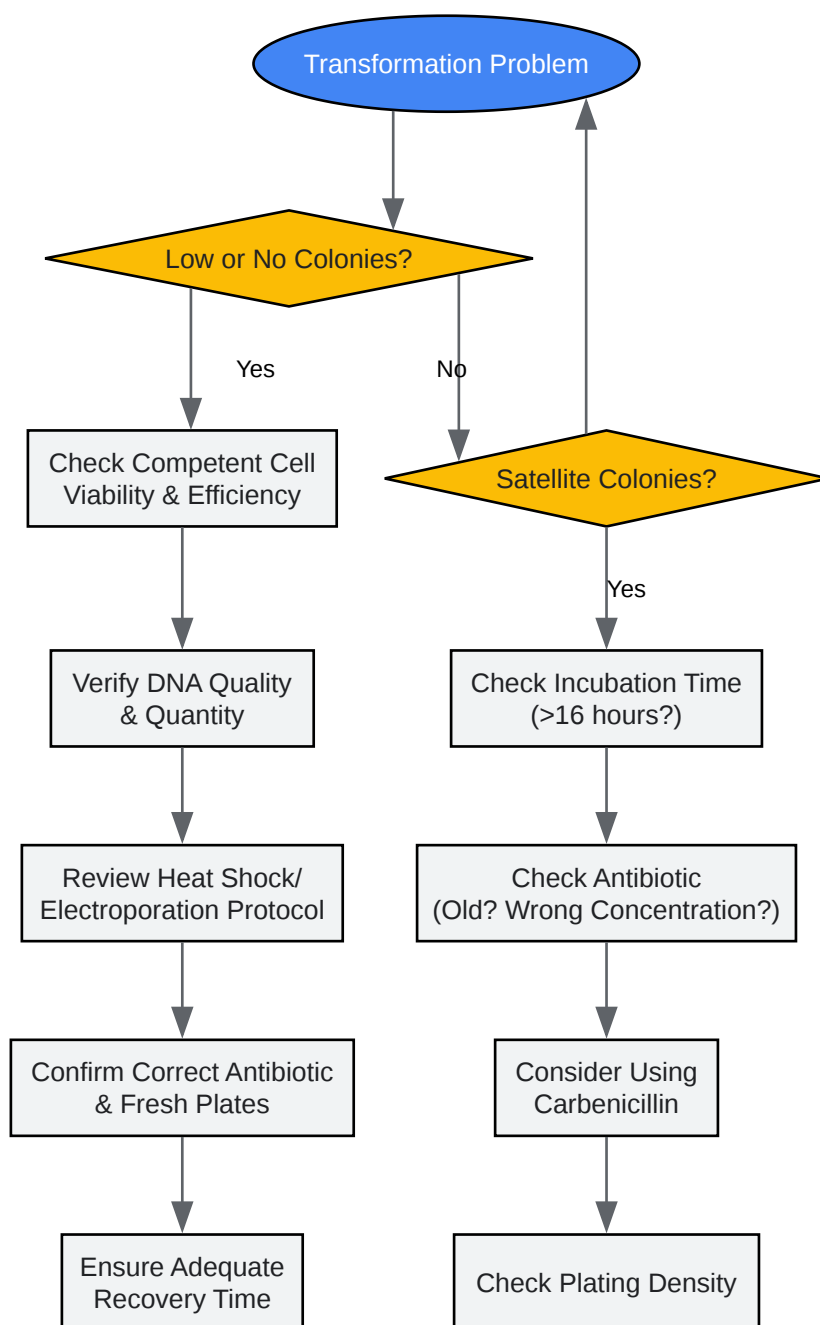 Transformation Problem
Low or No Colonies?
Yes
No
Check Competent Cell
Viability & Efficiency
Satellite Colonies?
Yes
Verify DNA Quality
& Quantity
Check Incubation Time
(>16 hours?)
Review Heat Shock/
Electroporation Protocol
Check Antibiotic
(Old? Wrong Concentration?)
Confirm Correct Antibiotic
& Fresh Plates
Consider Using
Carbenicillin
Ensure Adequate
Recovery Time
Check Plating Density